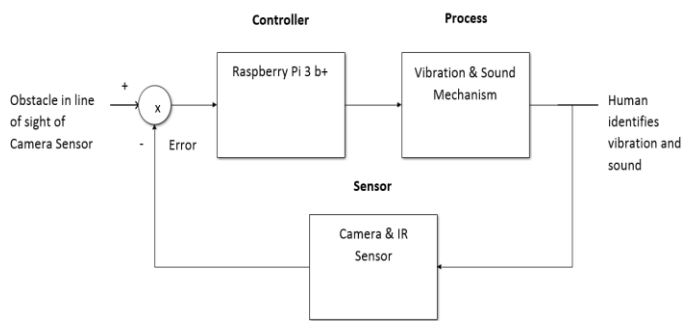 Controller
Process
Raspberry Pi 3 b+
Vibration & Sound
Mechanism
+
x
Obstacle in line
of sight of
Camera Sensor
-
Error
Human
identifies
vibration and
sound
Sensor
Camera & IR
Sensor